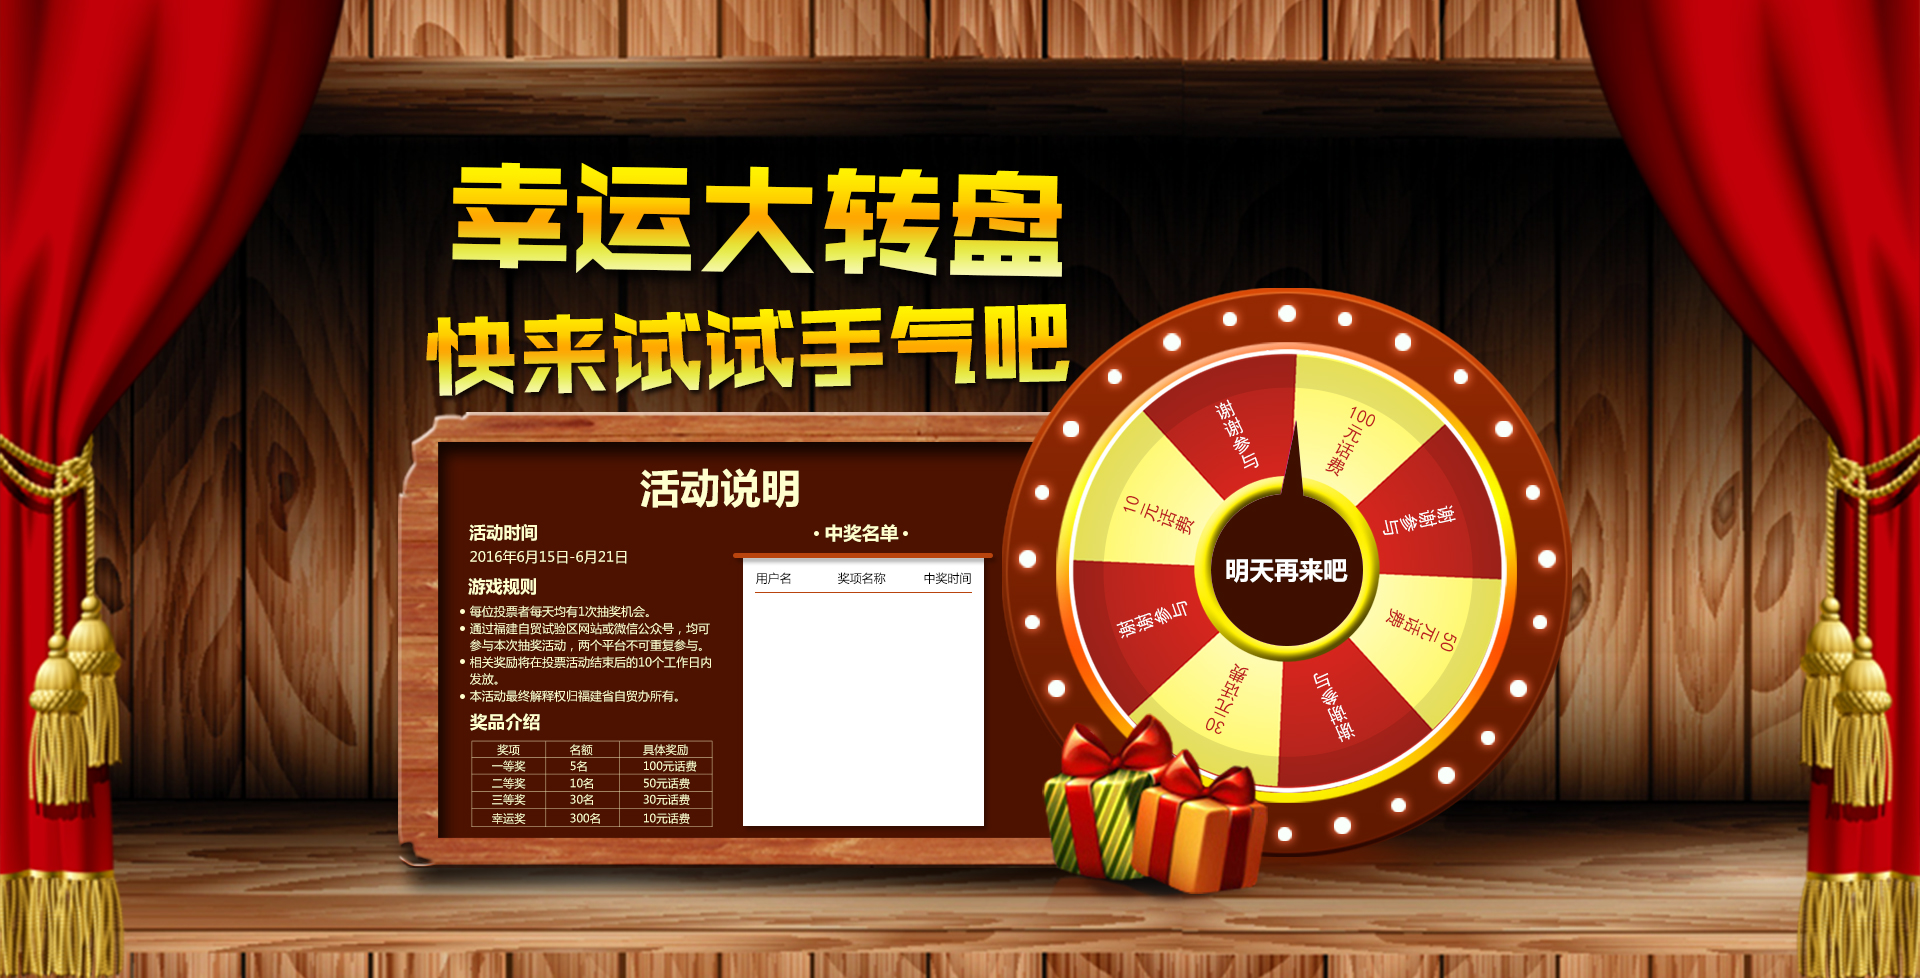 幸运大转盘
快来试试手气吧
活动说明
活动时间
2016年6月15日-6月21日
游戏规则
• 每位投票者每天均有1次抽奖机会。
• 通过福建自贸试验区网站或微信公众号，均可
参与本次抽奖活动，两个平台不可重复参与。
• 相关奖励将在投票活动结束后的10个工作日内
发放。
• 本活动最终解释权归福建省自贸办所有。
奖品介绍
奖项 名额 具体奖励
一等奖 5名 100元话费
二等奖 10名 50元话费
三等奖 30名 30元话费
幸运奖 300名 10元话费
• 中奖名单 •
用户名 奖项名称 中奖时间
100元话费
谢谢参与
50元话费
谢谢参与
30元话费
谢谢参与
10元话费
谢谢参与
明天再来吧